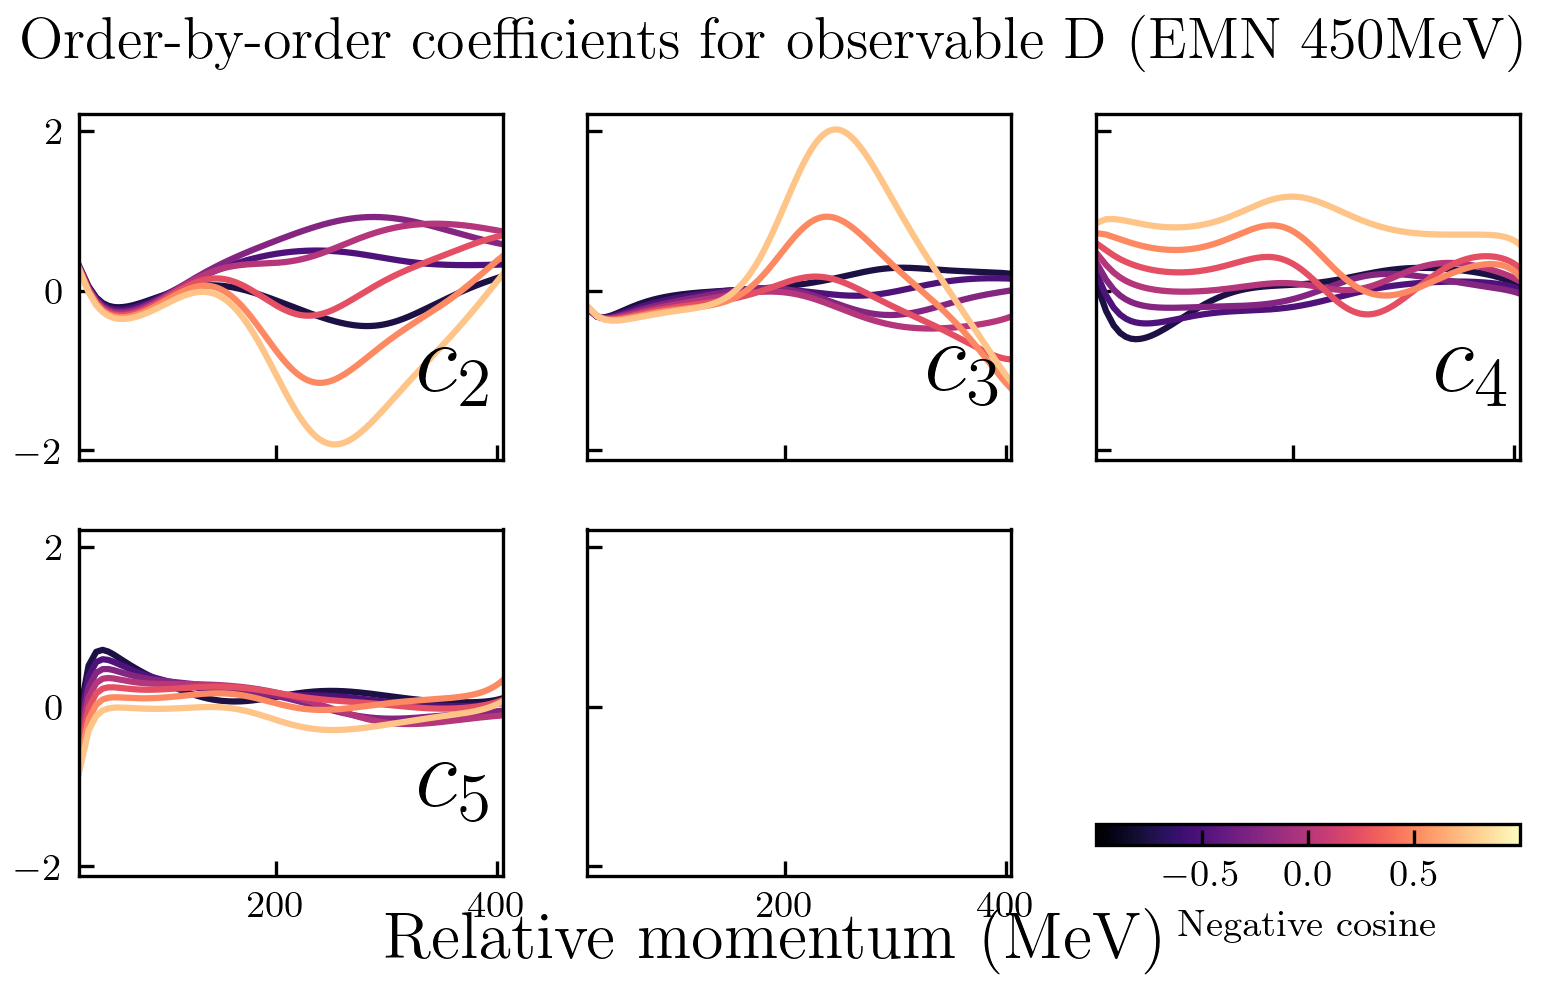 Order-by-order coefficients for observable D (EMN 450MeV)
2
0
−2
c₂
c₃
c₄
2
0
−2
c₅
200 400
200 400
−0.5 0.0 0.5
Negative cosine
Relative momentum (MeV)